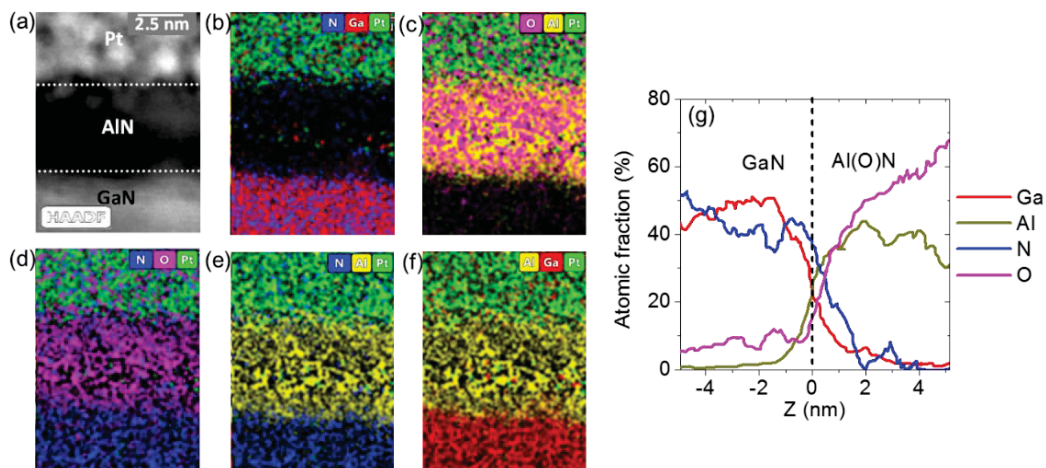 (a)
2.5 nm
Pt
AlN
GaN
HAADF
(b)
N Ga Pt
(c)
O Al Pt
(d)
N O Pt
(e)
N Al Pt
(f)
Al Ga Pt
(g)
GaN
Al(O)N
Atomic fraction (%)
80
60
40
20
0
-4 -2 0 2 4
Z (nm)
Ga
Al
N
O